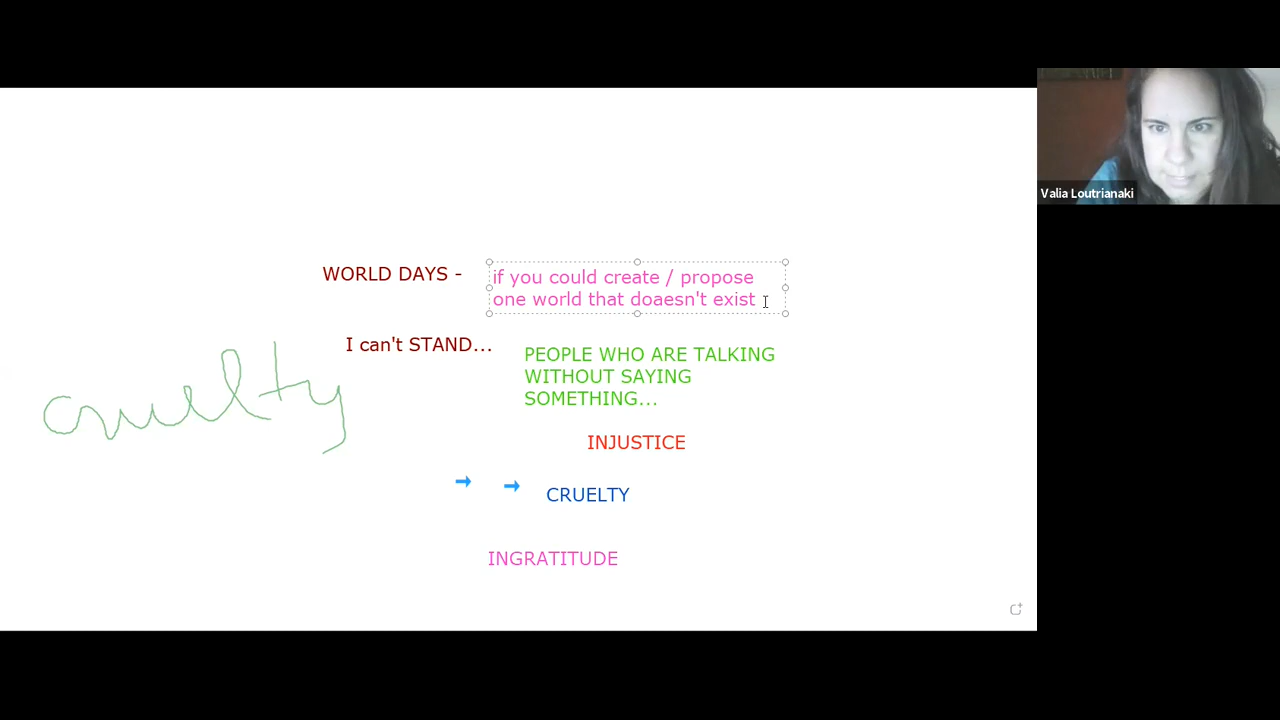 Valia Loutrianaki
WORLD DAYS -
if you could create / propose
one world that doaesn't exist
I can't STAND...
PEOPLE WHO ARE TALKING
WITHOUT SAYING
SOMETHING...
cruelty
INJUSTICE
CRUELTY
INGRATITUDE